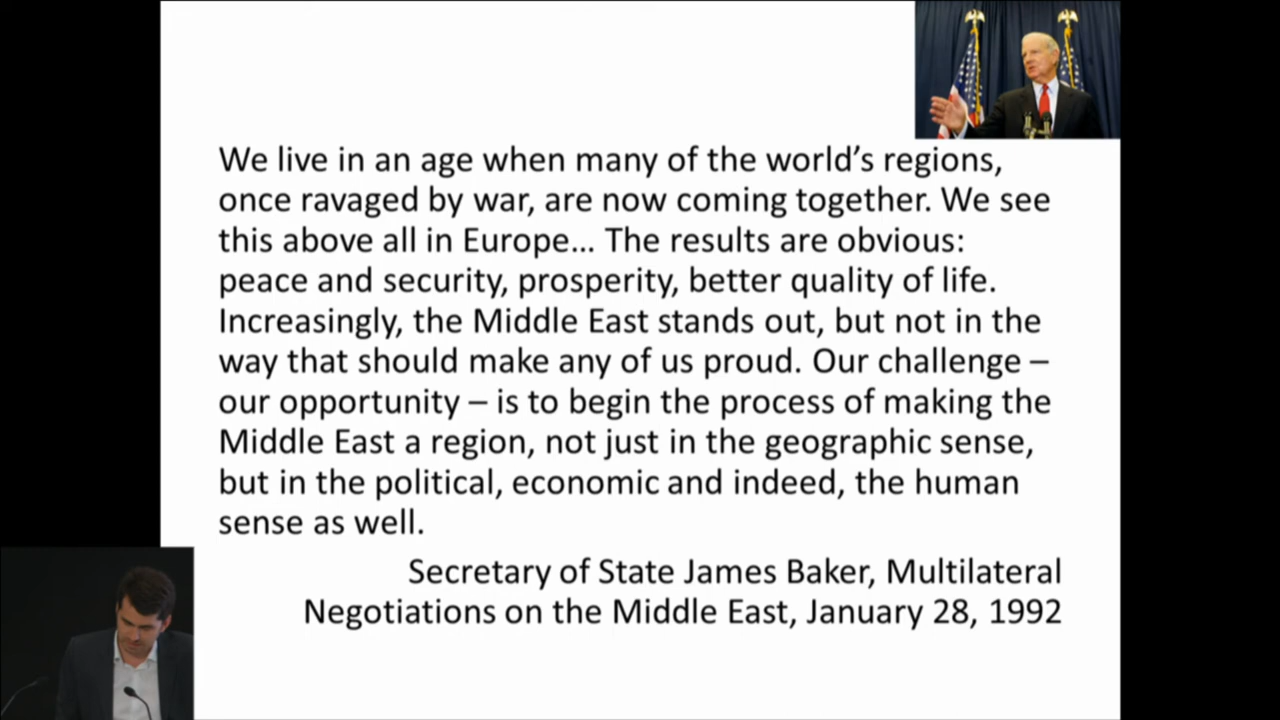 We live in an age when many of the world’s regions,
once ravaged by war, are now coming together. We see
this above all in Europe... The results are obvious:
peace and security, prosperity, better quality of life.
Increasingly, the Middle East stands out, but not in the
way that should make any of us proud. Our challenge –
our opportunity – is to begin the process of making the
Middle East a region, not just in the geographic sense,
but in the political, economic and indeed, the human
sense as well.
Secretary of State James Baker, Multilateral
Negotiations on the Middle East, January 28, 1992